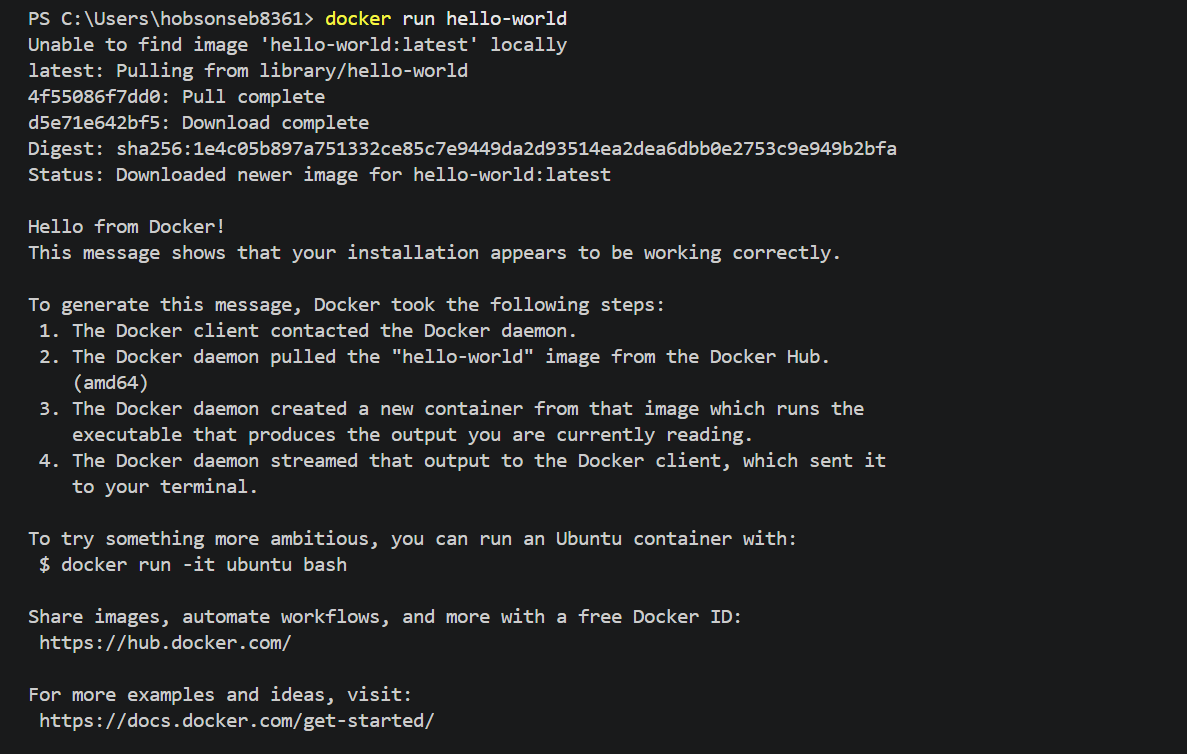 PS C:\Users\hobsonseb8361> docker run hello-world
Unable to find image 'hello-world:latest' locally
latest: Pulling from library/hello-world
4f55086f7dd0: Pull complete
d5e71e642bf5: Download complete
Digest: sha256:1e4c05b897a751332ce85c7e9449da2d93514ea2dea6dbb0e2753c9e949b2bfa
Status: Downloaded newer image for hello-world:latest
Hello from Docker!
This message shows that your installation appears to be working correctly.
To generate this message, Docker took the following steps:
1. The Docker client contacted the Docker daemon.
2. The Docker daemon pulled the "hello-world" image from the Docker Hub.
(amd64)
3. The Docker daemon created a new container from that image which runs the
executable that produces the output you are currently reading.
4. The Docker daemon streamed that output to the Docker client, which sent it
to your terminal.
To try something more ambitious, you can run an Ubuntu container with:
$ docker run -it ubuntu bash
Share images, automate workflows, and more with a free Docker ID:
https://hub.docker.com/
For more examples and ideas, visit:
https://docs.docker.com/get-started/